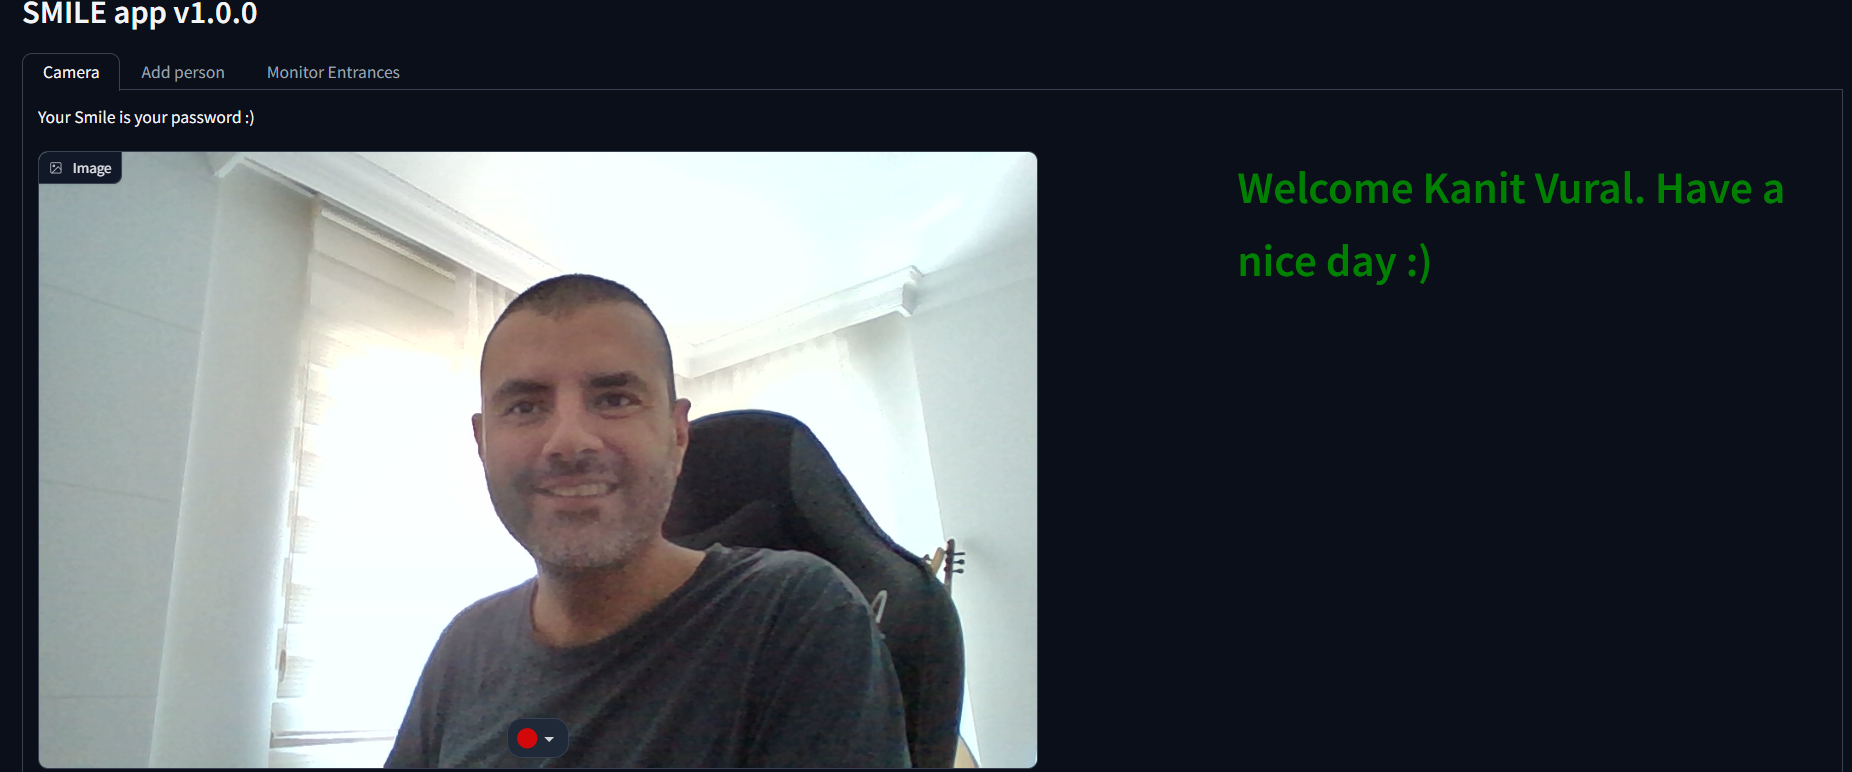 SMILE app v1.0.0
Camera
Add person
Monitor Entrances
Your Smile is your password :)
Image
Welcome Kanit Vural. Have a
nice day :)